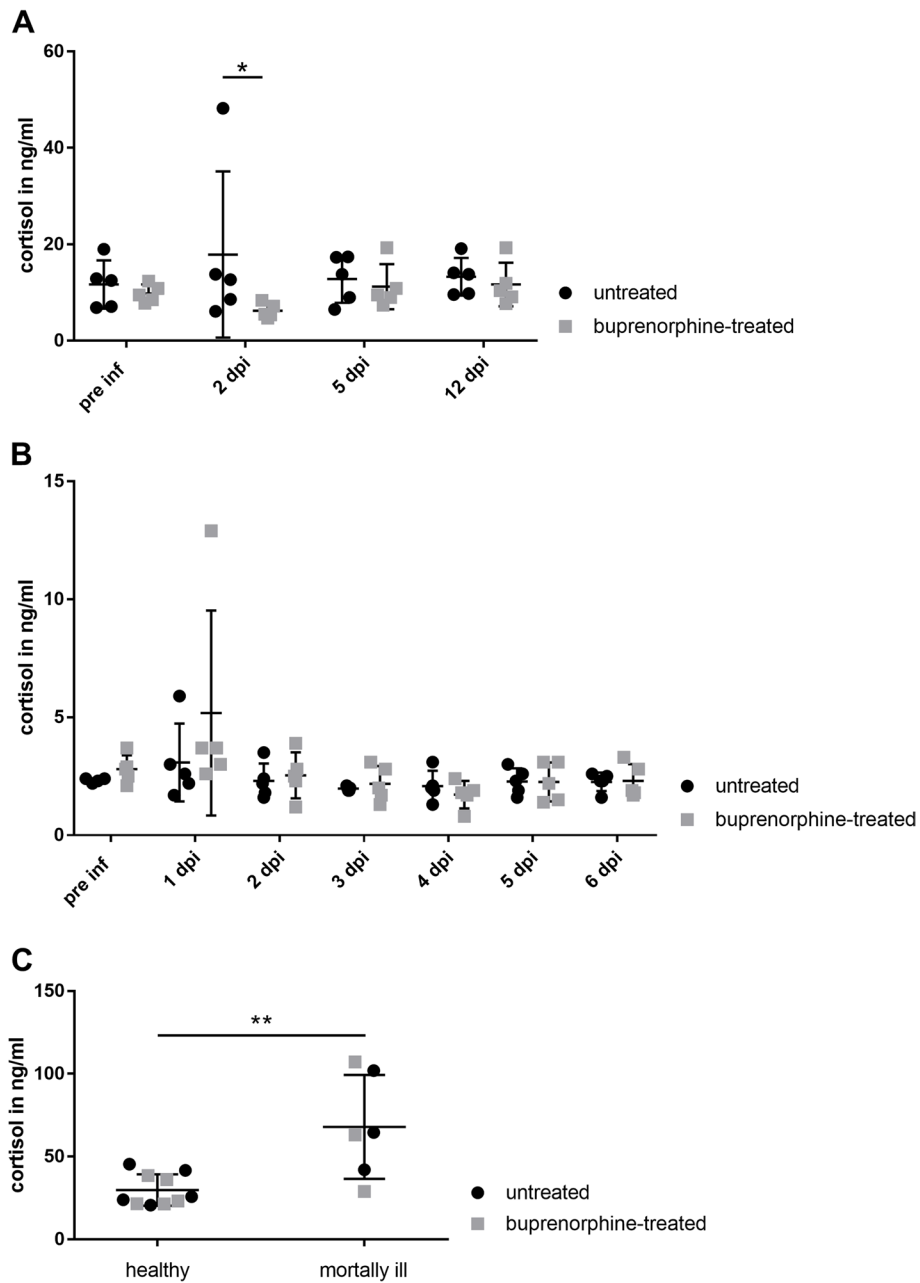 A
60
40
20
0
cortisol in ng/ml
*
pre inf
2 dpi
5 dpi
12 dpi
untreated
buprenorphine-treated
B
15
10
5
0
cortisol in ng/ml
pre inf
1 dpi
2 dpi
3 dpi
4 dpi
5 dpi
6 dpi
untreated
buprenorphine-treated
C
150
100
50
0
cortisol in ng/ml
**
healthy
mortally ill
untreated
buprenorphine-treated